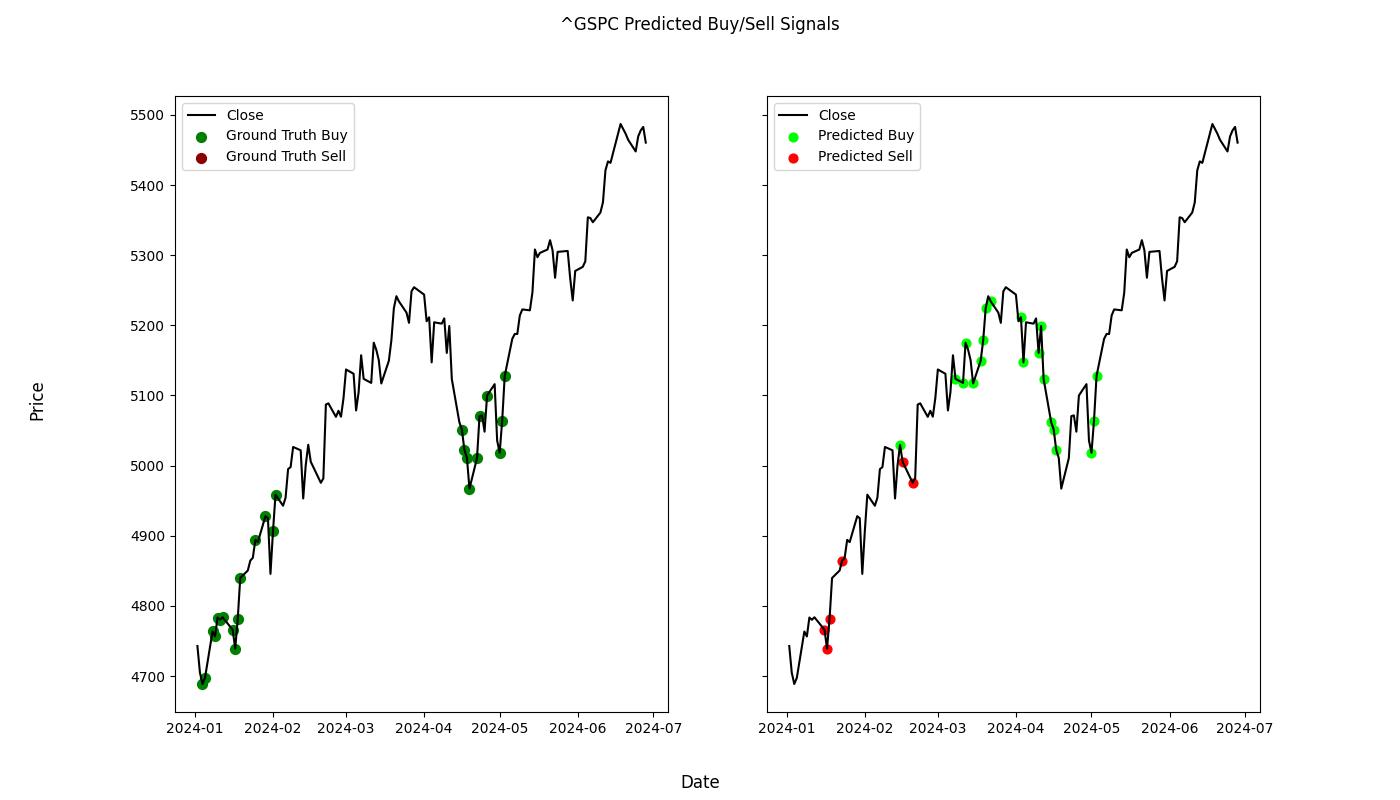 ^GSPC Predicted Buy/Sell Signals
Price
Close
Ground Truth Buy
Ground Truth Sell
5500
5400
5300
5200
5100
5000
4900
4800
4700
2024-01 2024-02 2024-03 2024-04 2024-05 2024-06 2024-07
Close
Predicted Buy
Predicted Sell
2024-01 2024-02 2024-03 2024-04 2024-05 2024-06 2024-07
Date